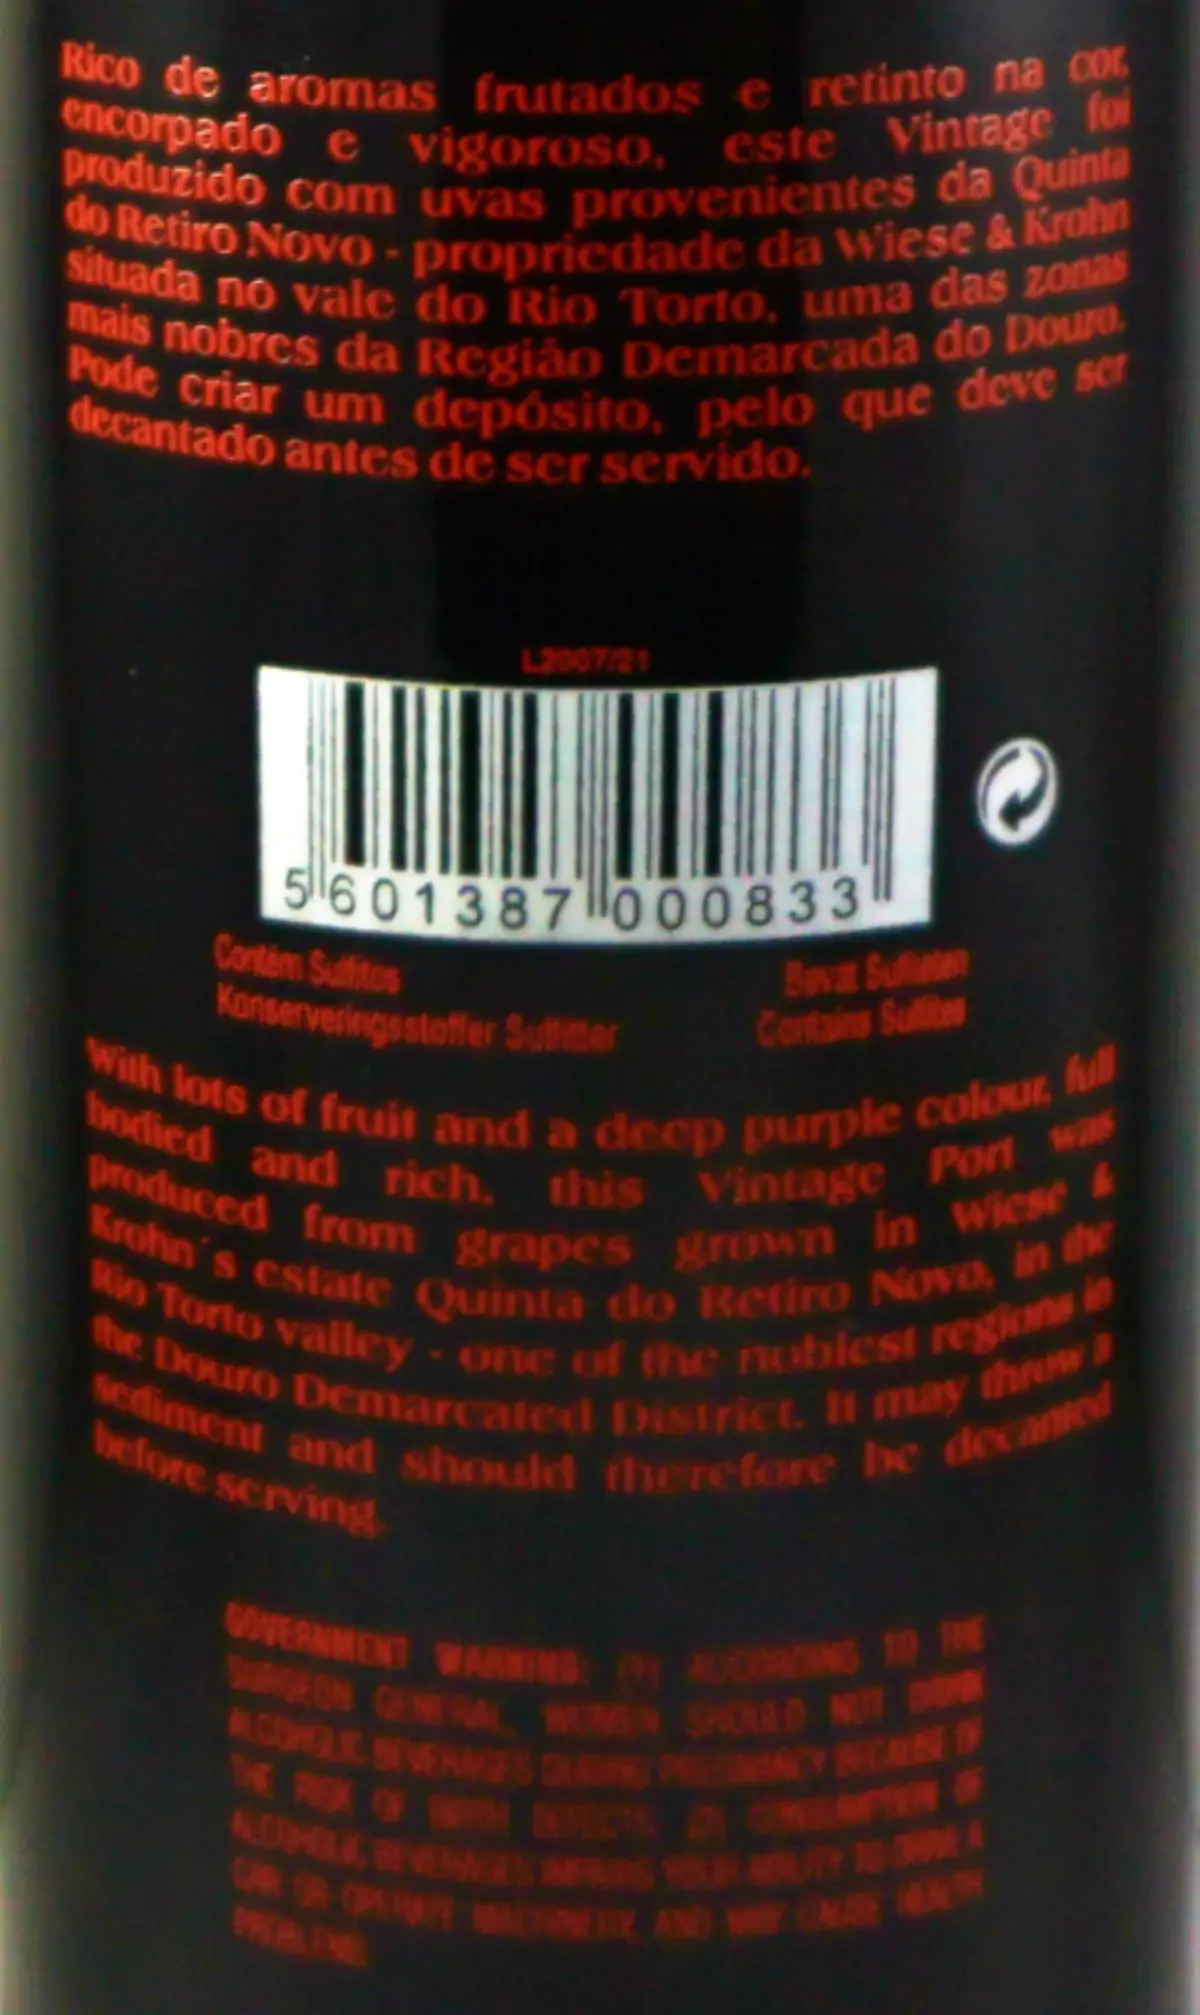 Rico de aromas frutados e retinto na cor,
encorpado e vigoroso, este Vintage foi
produzido com uvas provenientes da Quinta
do Retiro Novo - propriedade da Wiese & Krohn
situada no vale do Rio Torto, uma das zonas
mais nobres da Região Demarcada do Douro.
Pode criar um depósito, pelo que deve ser
decantado antes de ser servido.
L2007/21
5 601387 000833
Contém Sulfitos Bevat Sulfieten
Konserveringsstoffer Sulfitter Contains Sulfites
With lots of fruit and a deep purple colour, full
bodied and rich, this Vintage Port was
produced from grapes grown in Wiese &
Krohn´s estate Quinta do Retiro Novo, in the
Rio Torto valley - one of the noblest regions in
the Douro Demarcated District. It may throw a
sediment and should therefore be decanted
before serving.
GOVERNMENT WARNING: (1) ACCORDING TO THE
SURGEON GENERAL, WOMEN SHOULD NOT DRINK
ALCOHOLIC BEVERAGES DURING PREGNANCY BECAUSE OF
THE RISK OF BIRTH DEFECTS. (2) CONSUMPTION OF
ALCOHOLIC BEVERAGES IMPAIRS YOUR ABILITY TO DRIVE A
CAR OR OPERATE MACHINERY, AND MAY CAUSE HEALTH
PROBLEMS.